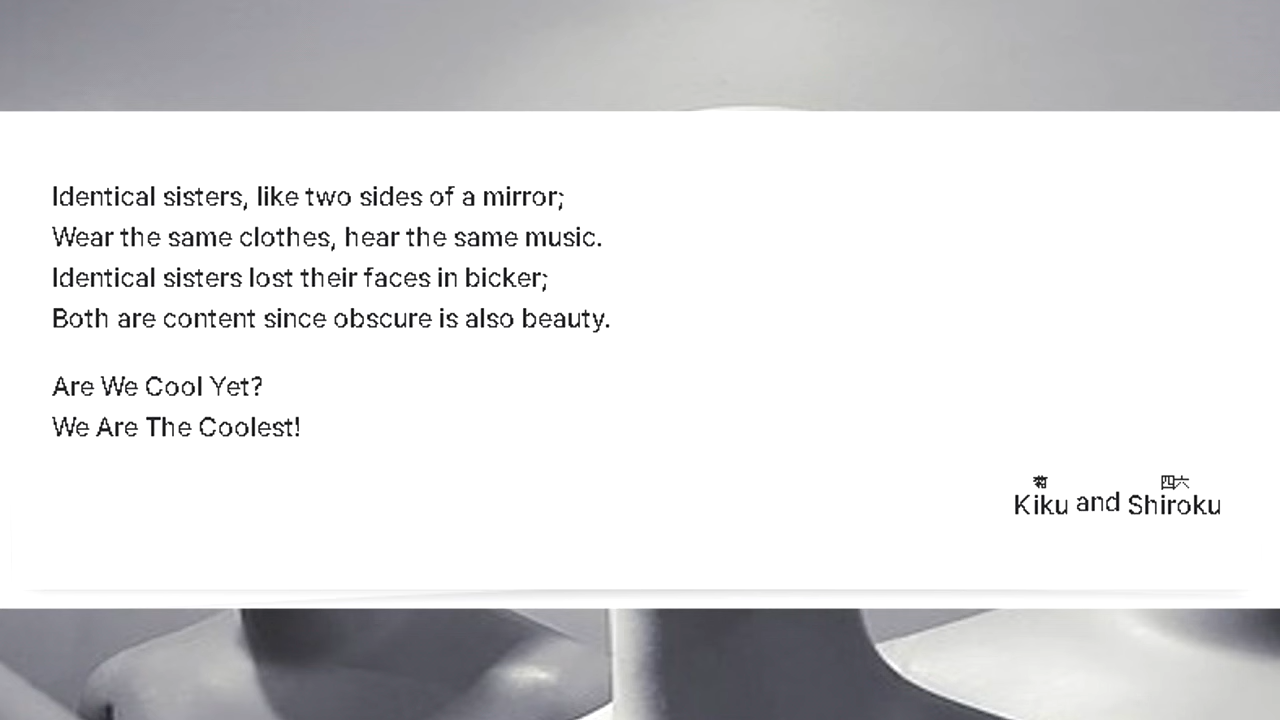 Identical sisters, like two sides of a mirror;
Wear the same clothes, hear the same music.
Identical sisters lost their faces in bicker;
Both are content since obscure is also beauty.
Are We Cool Yet?
We Are The Coolest!
菊 四六
Kiku and Shiroku